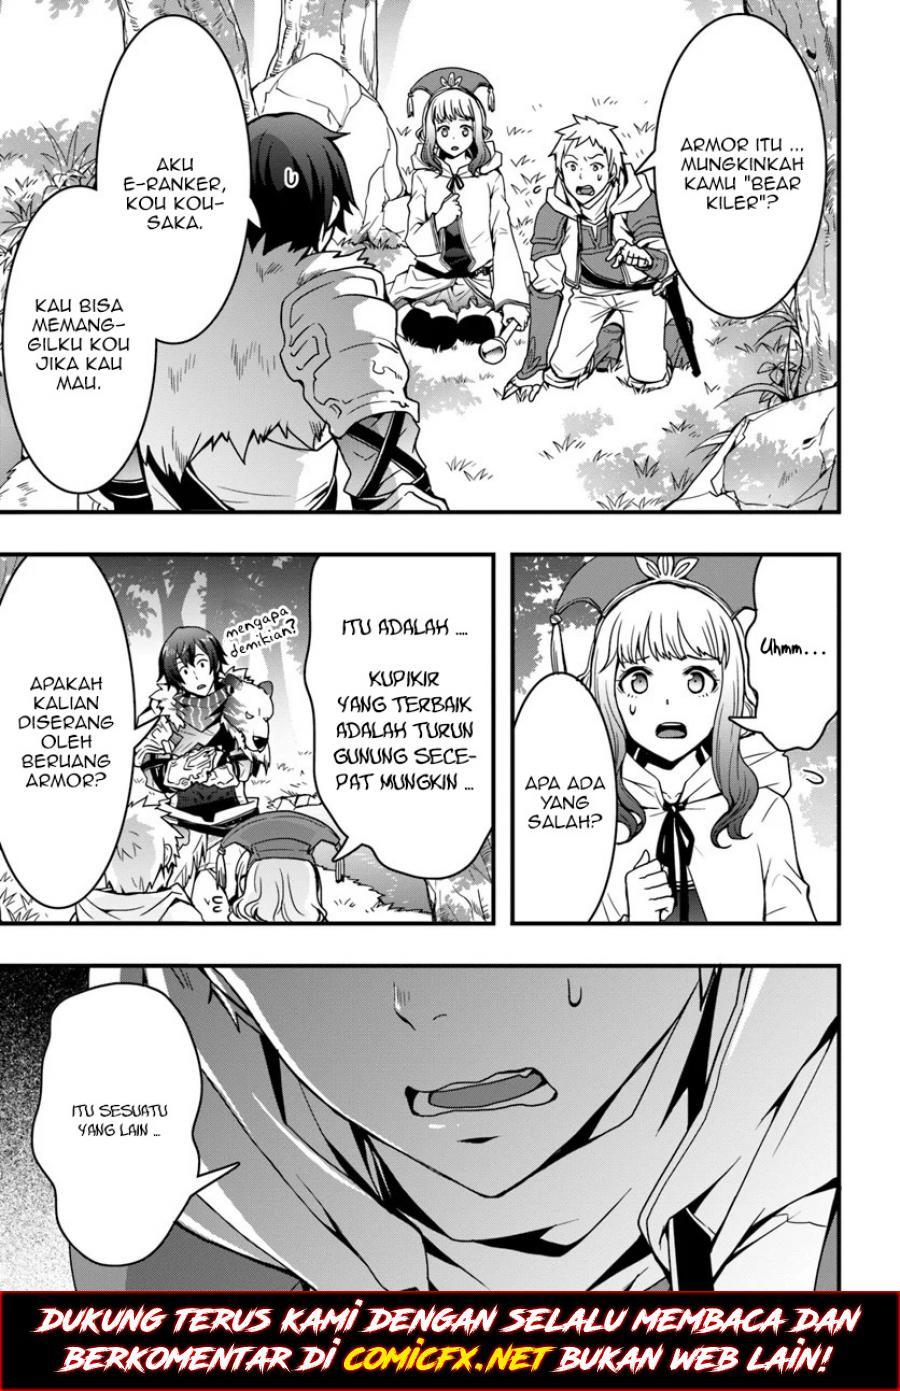 ARMOR ITU ...
MUNGKINKAH
KAMU "BEAR
KILER"?
AKU
E-RANKER,
KOU KOU-
SAKA.
KAU BISA
MEMANG-
GILKU KOU
JIKA KAU
MAU.
Uhmm...
APA ADA
YANG
SALAH?
ITU ADALAH ....
KUPIKIR
YANG TERBAIK
ADALAH TURUN
GUNUNG SECE-
PAT MUNGKIN ...
mengapa
demikian?
APAKAH
KALIAN
DISERANG
OLEH
BERUANG
ARMOR?
ITU SESUATU
YANG LAIN ...
DUKUNG TERUS KAMI DENGAN SELALU MEMBACA DAN
BERKOMENTAR DI COMICFX.NET BUKAN WEB LAIN!